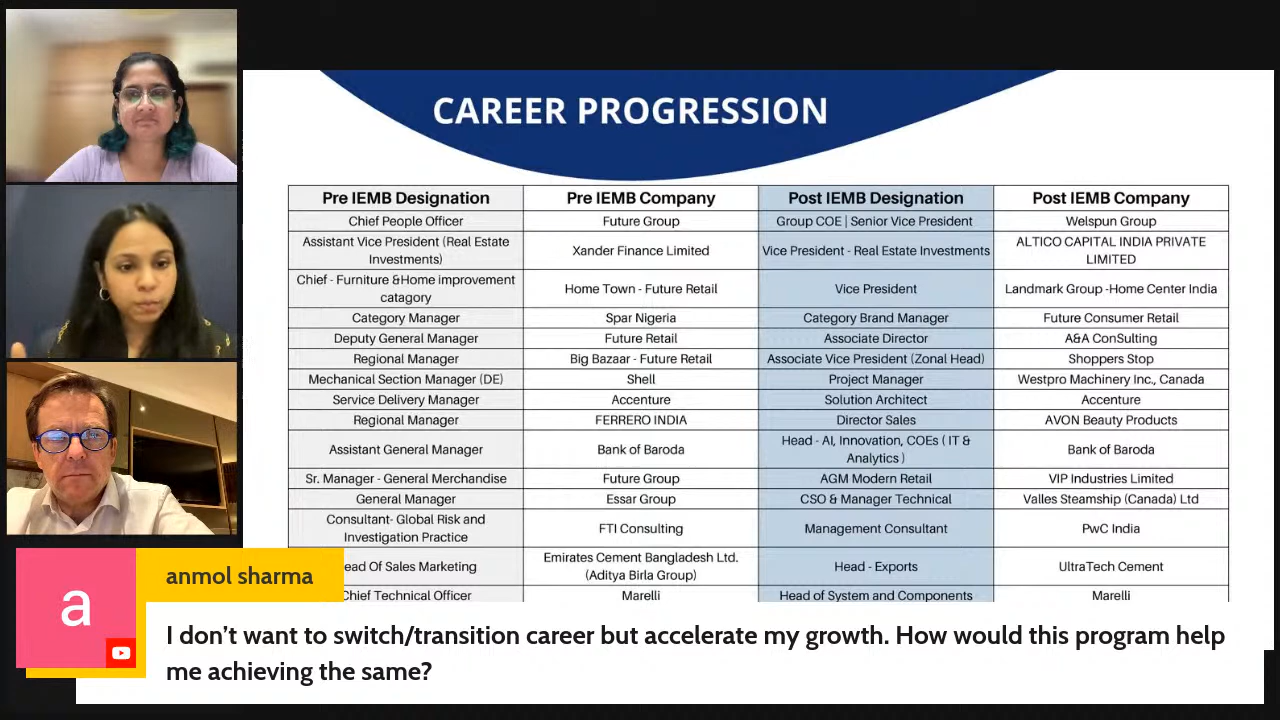 CAREER PROGRESSION
Pre IEMB Designation Pre IEMB Company Post IEMB Designation Post IEMB Company
Chief People Officer Future Group Group COE | Senior Vice President Welspun Group
Assistant Vice President (Real Estate
Investments) Xander Finance Limited Vice President - Real Estate Investments ALTICO CAPITAL INDIA PRIVATE
LIMITED
Chief - Furniture &Home improvement
catagory Home Town - Future Retail Vice President Landmark Group -Home Center India
Category Manager Spar Nigeria Category Brand Manager Future Consumer Retail
Deputy General Manager Future Retail Associate Director A&A ConSulting
Regional Manager Big Bazaar - Future Retail Associate Vice President (Zonal Head) Shoppers Stop
Mechanical Section Manager (DE) Shell Project Manager Westpro Machinery Inc., Canada
Service Delivery Manager Accenture Solution Architect Accenture
Regional Manager FERRERO INDIA Director Sales AVON Beauty Products
Assistant General Manager Bank of Baroda Head - AI, Innovation, COEs ( IT &
Analytics ) Bank of Baroda
Sr. Manager - General Merchandise Future Group AGM Modern Retail VIP Industries Limited
General Manager Essar Group CSO & Manager Technical Valles Steamship (Canada) Ltd
Consultant- Global Risk and
Investigation Practice FTI Consulting Management Consultant PwC India
ead Of Sales Marketing Emirates Cement Bangladesh Ltd.
(Aditya Birla Group) Head - Exports UltraTech Cement
Chief Technical Officer Marelli Head of System and Components Marelli
a
anmol sharma
I don't want to switch/transition career but accelerate my growth. How would this program help
me achieving the same?